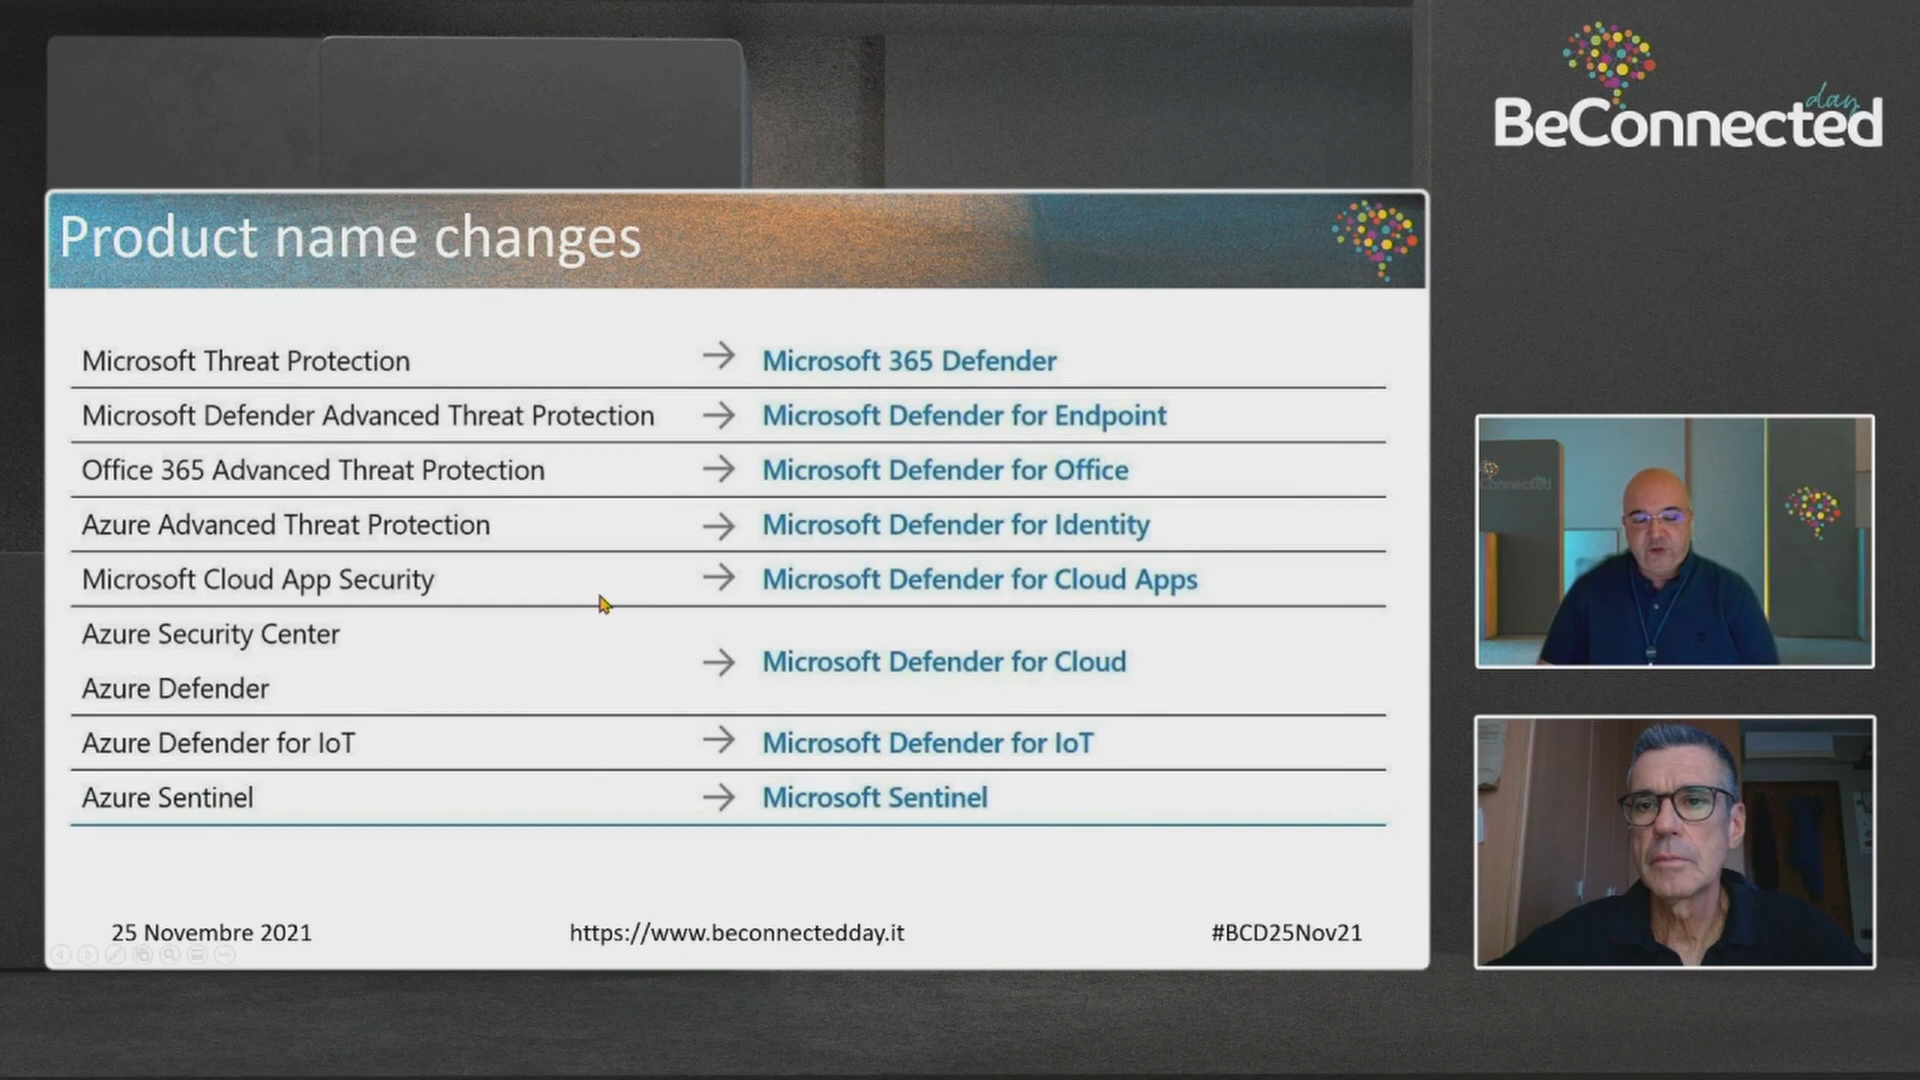 day
BeConnected
Product name changes
Microsoft Threat Protection → Microsoft 365 Defender
Microsoft Defender Advanced Threat Protection → Microsoft Defender for Endpoint
Office 365 Advanced Threat Protection → Microsoft Defender for Office
Azure Advanced Threat Protection → Microsoft Defender for Identity
Microsoft Cloud App Security → Microsoft Defender for Cloud Apps
Azure Security Center
Azure Defender → Microsoft Defender for Cloud
Azure Defender for IoT → Microsoft Defender for IoT
Azure Sentinel → Microsoft Sentinel
25 Novembre 2021 https://www.beconnectedday.it #BCD25Nov21
Connected